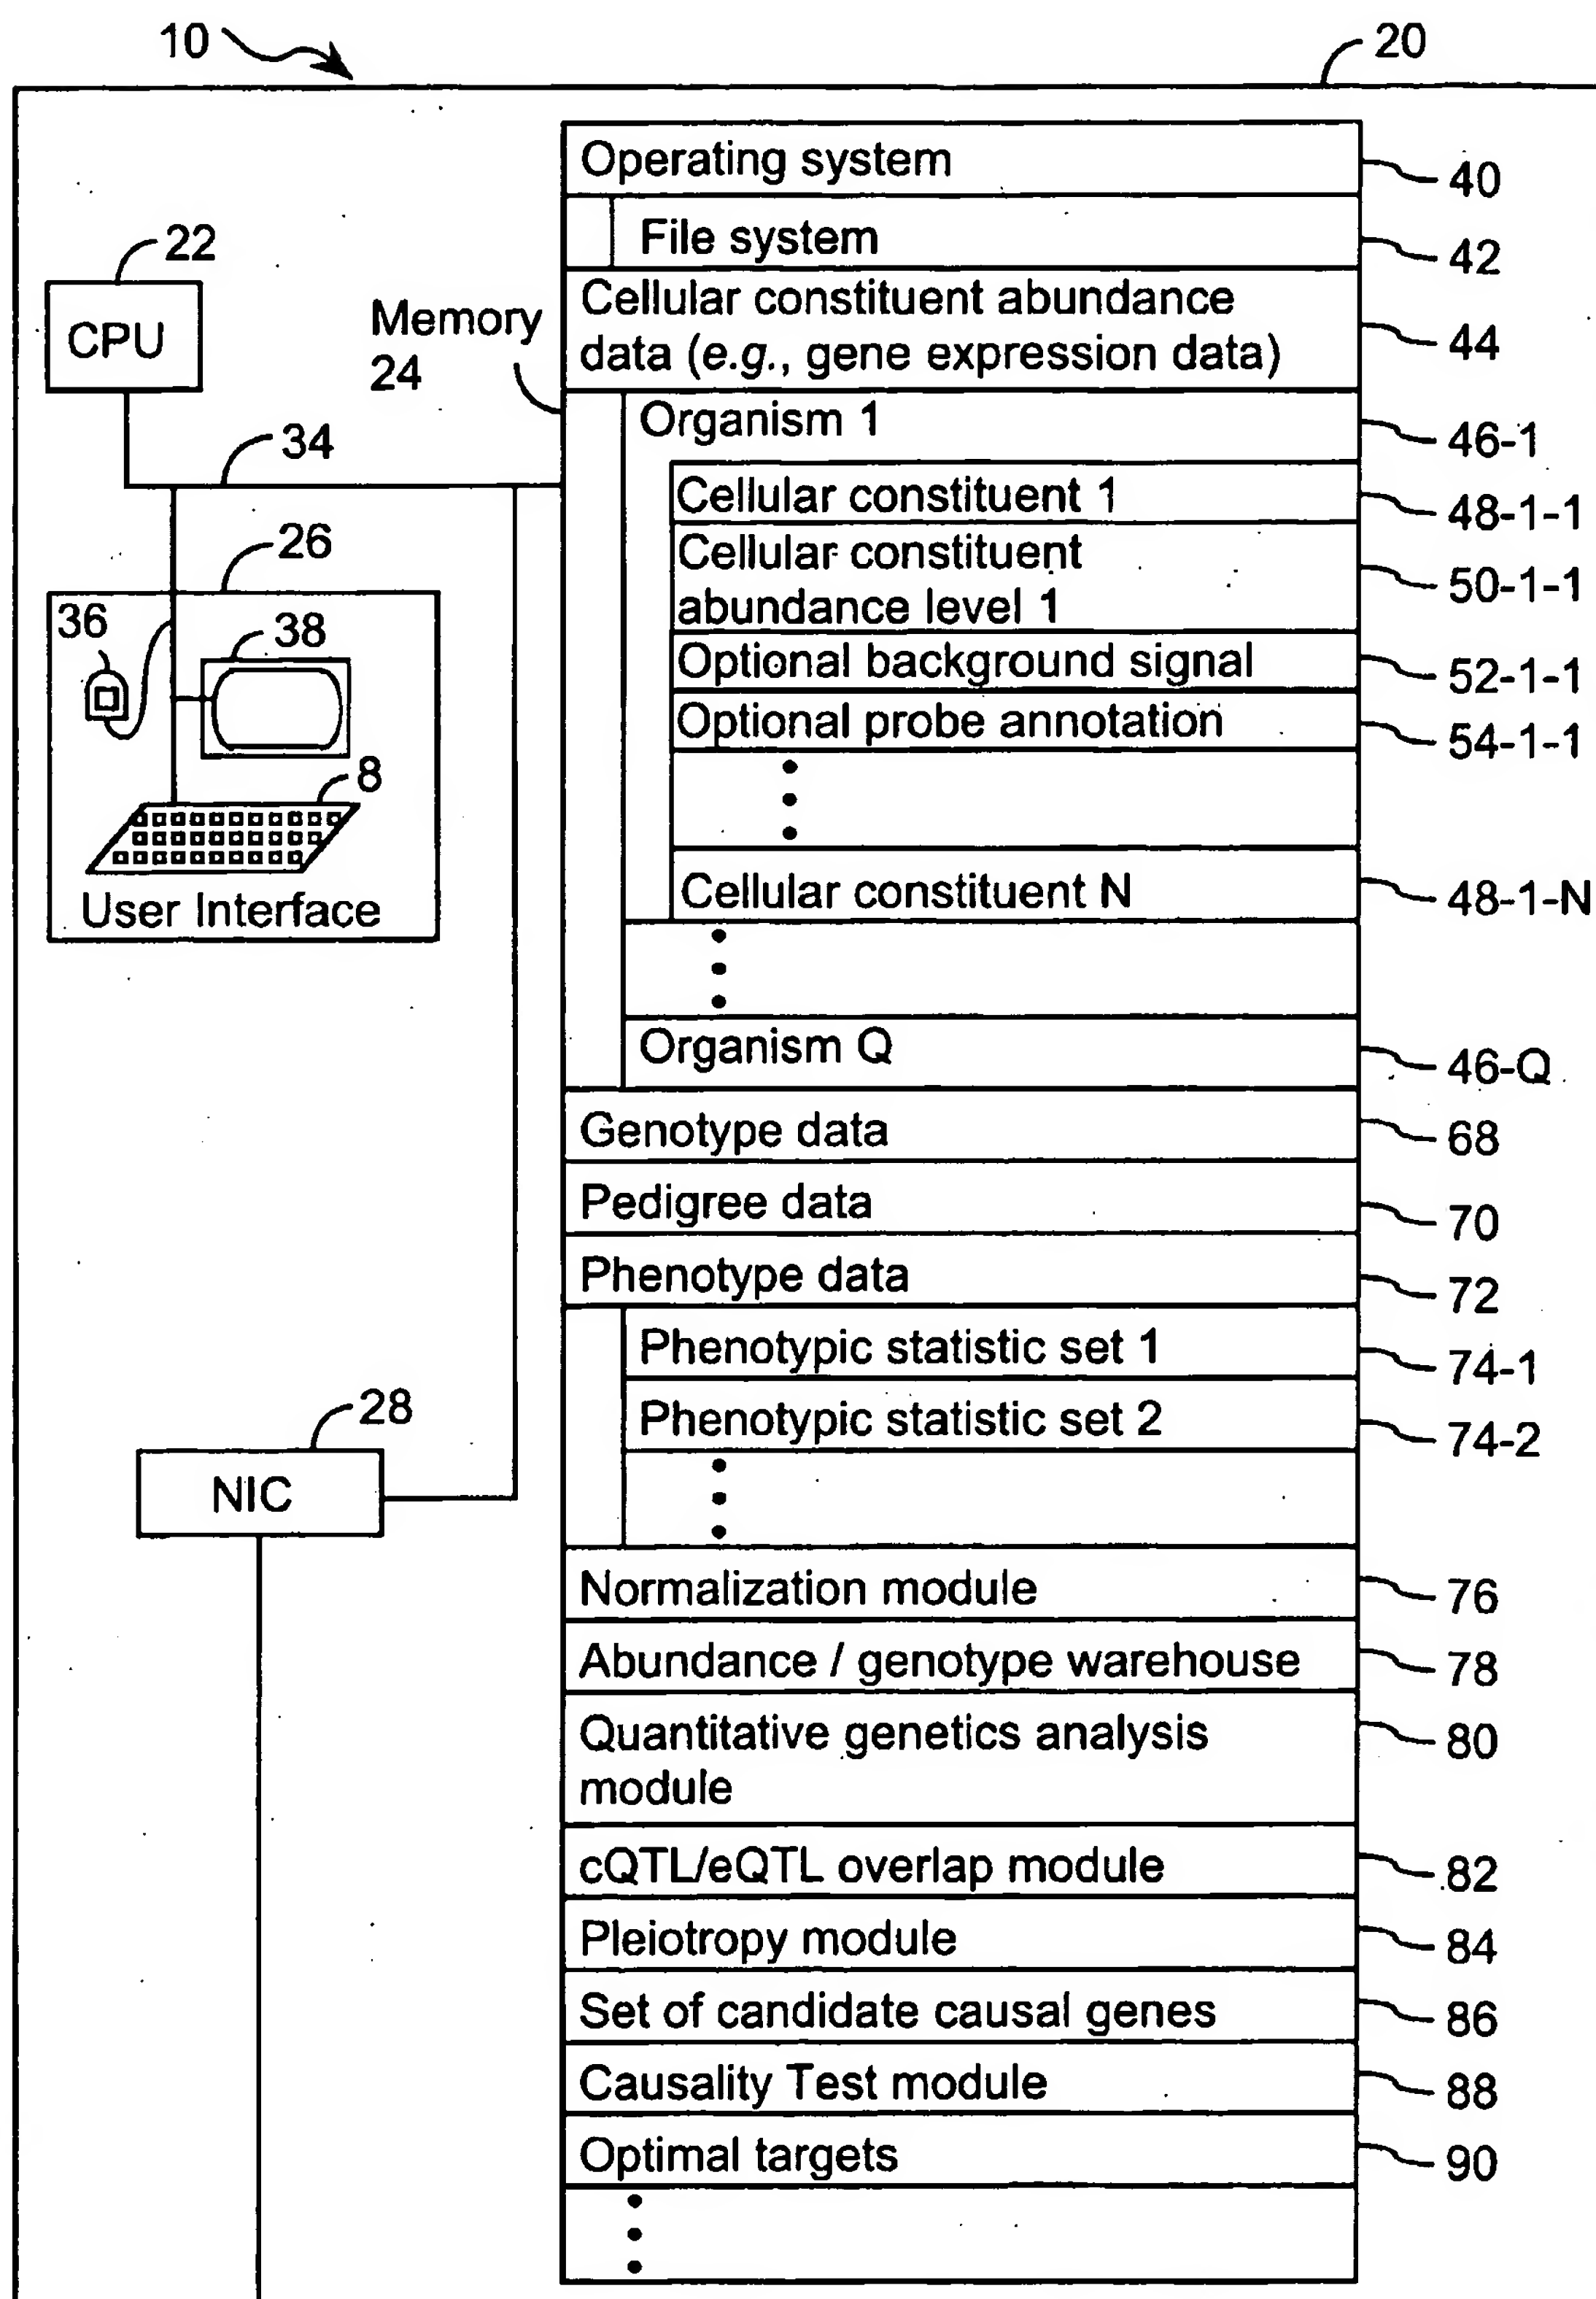 10
20
Operating system
40
File system
42
22
CPU
Memory
24
Cellular constituent abundance
data (e.g., gene expression data)
44
Organism 1
46-1
34
Cellular constituent 1
48-1-1
Cellular constituent
abundance level 1
50-1-1
26
36
38
Optional background signal
52-1-1
Optional probe annotation
54-1-1
8
User Interface
Cellular constituent N
48-1-N
Organism Q
46-Q
Genotype data
68
Pedigree data
70
Phenotype data
72
Phenotypic statistic set 1
74-1
Phenotypic statistic set 2
74-2
28
NIC
Normalization module
76
Abundance / genotype warehouse
78
Quantitative genetics analysis
module
80
cQTL/eQTL overlap module
82
Pleiotropy module
84
Set of candidate causal genes
86
Causality Test module
88
Optimal targets
90